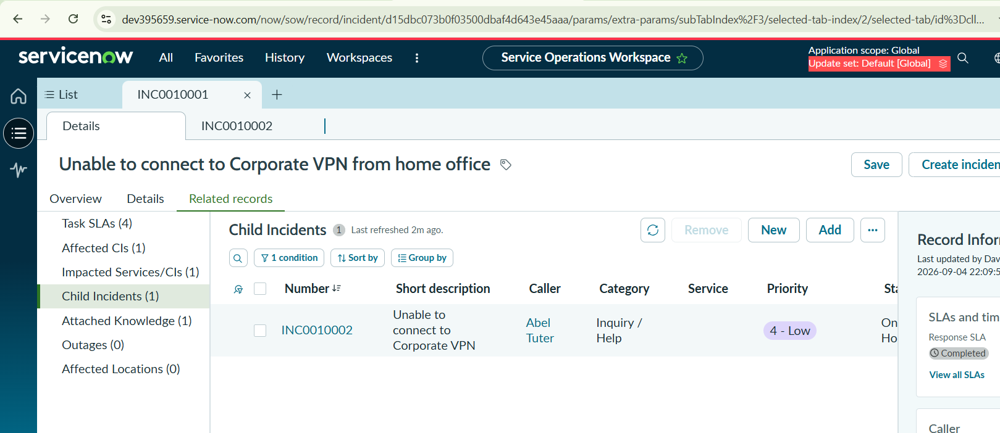 dev395659.service-now.com/now/sow/record/incident/d15dbc073b0f03500dbaf4d643e45aaa/params/extra-params/subTabIndex%2F3/selected-tab-index/2/selected-tab/id%3Dcll...
servicenow
All
Favorites
History
Workspaces
Service Operations Workspace
Application scope: Global
Update set: Default [Global]
List
INC0010001
Details
INC0010002
Unable to connect to Corporate VPN from home office
Save
Create inciden
Overview
Details
Related records
Task SLAs (4)
Affected CIs (1)
Impacted Services/CIs (1)
Child Incidents (1)
Attached Knowledge (1)
Outages (0)
Affected Locations (0)
Child Incidents 1 Last refreshed 2m ago.
Remove
New
Add
1 condition
Sort by
Group by
Number
Short description
Caller
Category
Service
Priority
Sta
INC0010002
Unable to
connect to
Corporate VPN
Abel
Tuter
Inquiry /
Help
4 - Low
On
Ho
Record Infor
Last updated by Dav
2026-09-04 22:09:5
SLAs and tim
Response SLA
Completed
View all SLAs
Caller